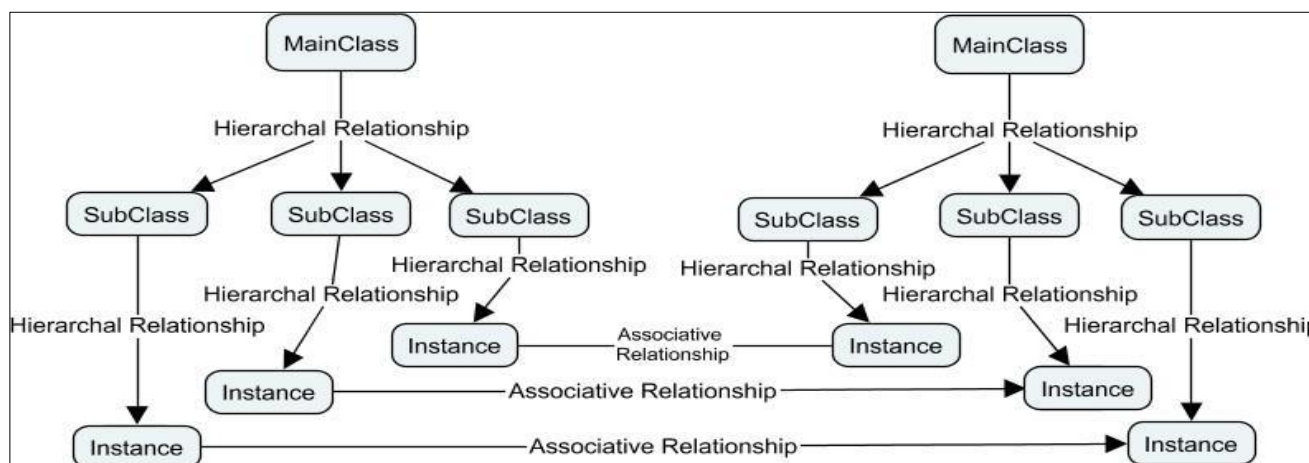 MainClass
MainClass
Hierarchal Relationship
Hierarchal Relationship
SubClass
SubClass
SubClass
SubClass
SubClass
SubClass
Hierarchal Relationship
Hierarchal Relationship
Hierarchal Relationship
Hierarchal Relationship
Hierarchal Relationship
Hierarchal Relationship
Instance
Associative
Relationship
Instance
Instance
Associative Relationship
Instance
Instance
Associative Relationship
Instance